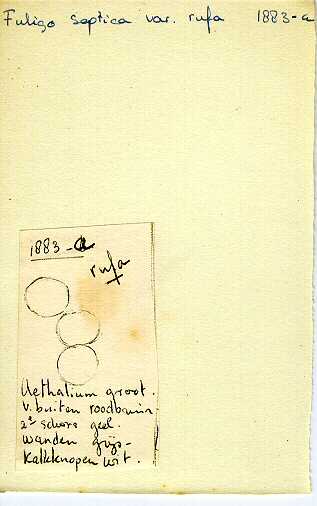 Fuligo septica var. rufa 1883-a
1883-a
rufa
Aethalium groot.
v. buiten roodbruin-
2e schors geel.
wanden grijs-
Kalkknopen wit.